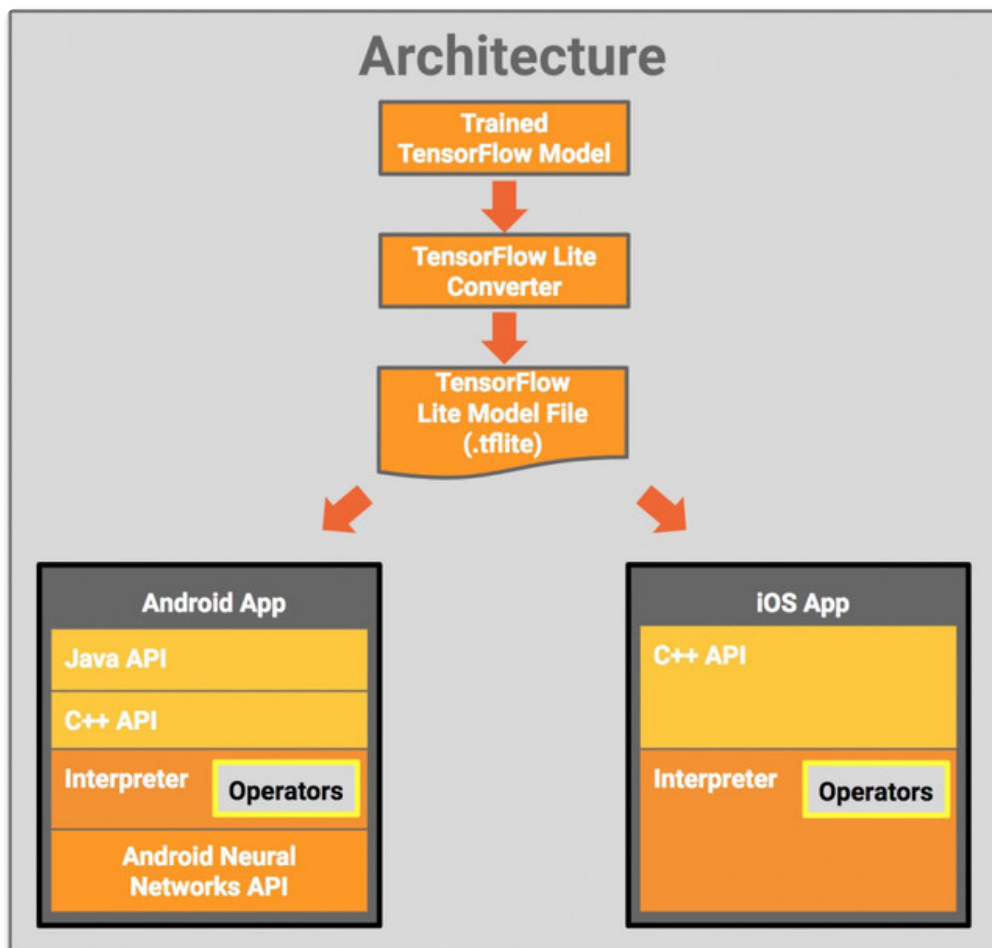 Architecture
Trained
TensorFlow Model
TensorFlow Lite
Converter
TensorFlow
Lite Model File
(.tflite)
Android App
Java API
C++ API
Interpreter
Operators
Android Neural
Networks API
iOS App
C++ API
Interpreter
Operators